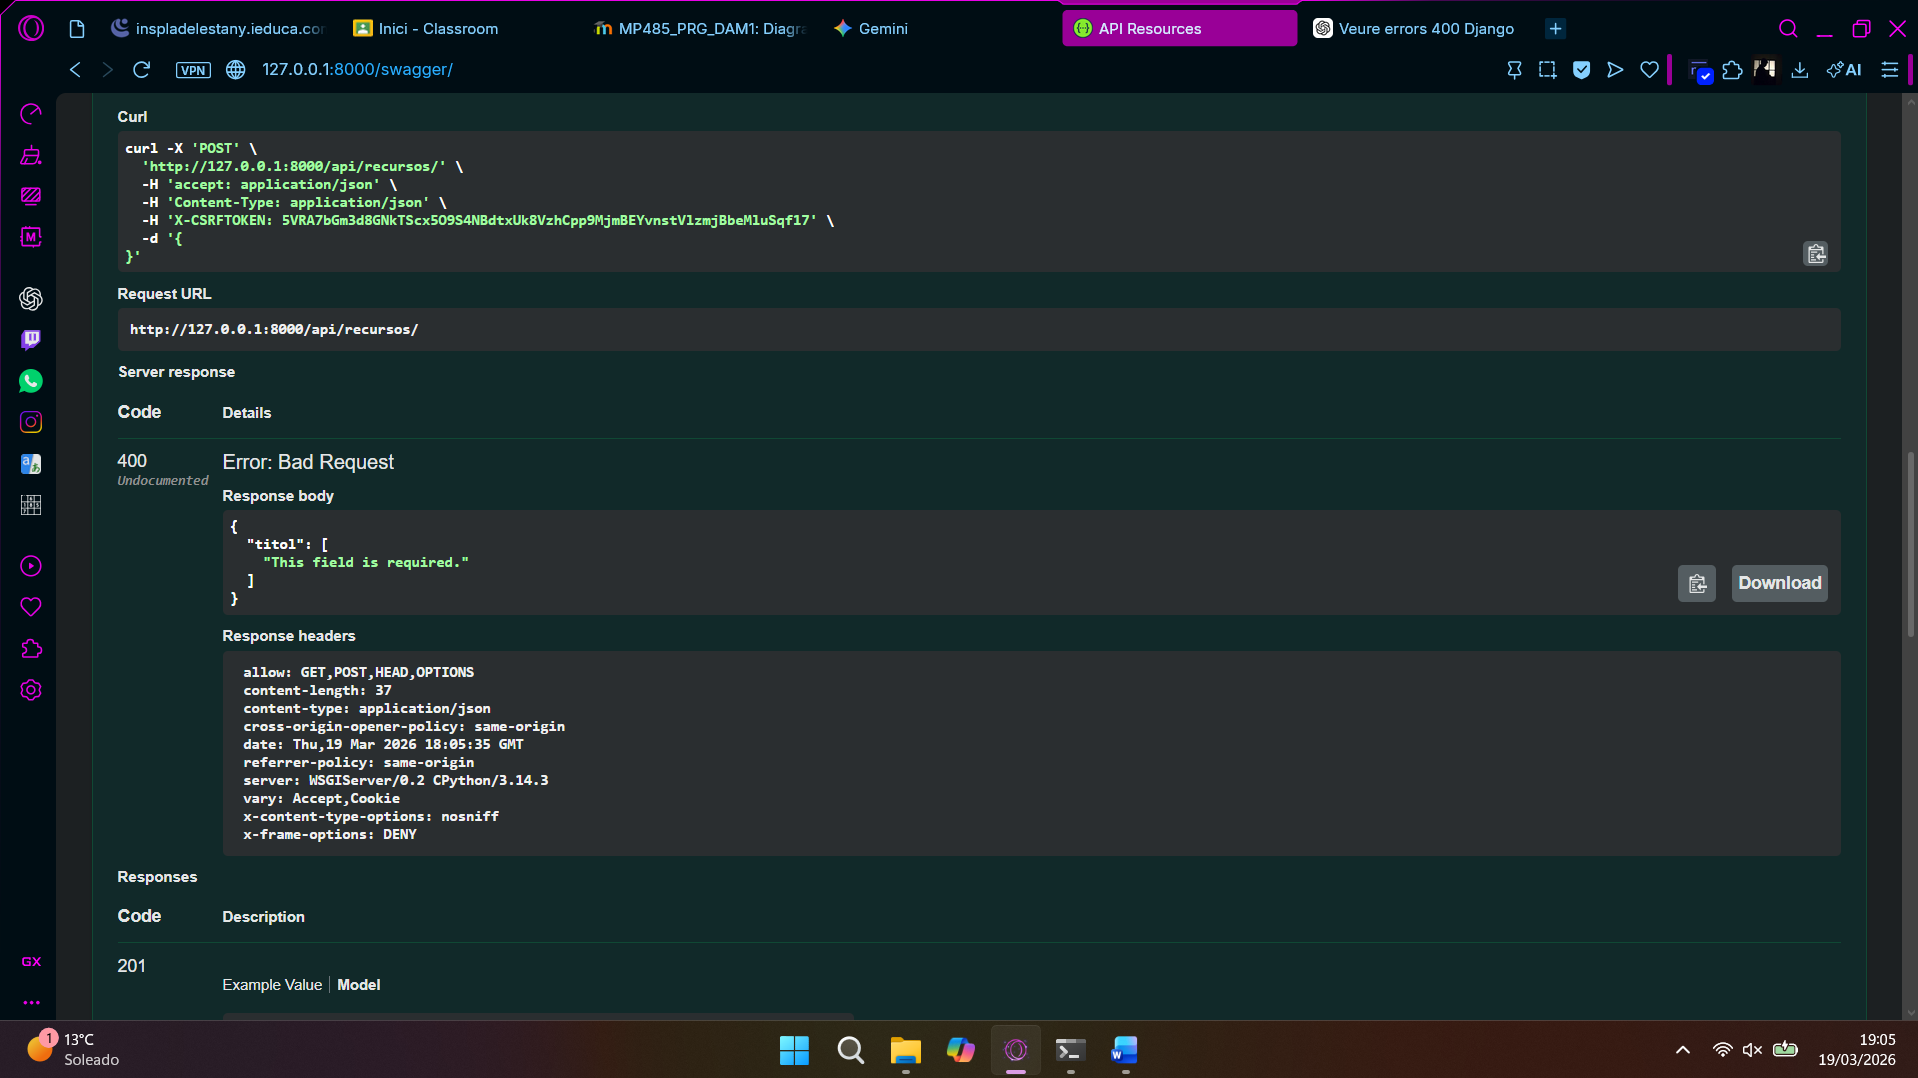 inspladelestany.ieduca.co
Inici - Classroom
MP485_PRG_DAM1: Diagra
Gemini
API Resources
Veure errors 400 Django
VPN
127.0.0.1:8000/swagger/
AI
Curl
curl -X 'POST' \
'http://127.0.0.1:8000/api/recursos/' \
-H 'accept: application/json' \
-H 'Content-Type: application/json' \
-H 'X-CSRFTOKEN: 5VRA7bGm3d8GNkTScx5O9S4NBdtxUk8VzhCpp9MjmBEYvnstVlzmjBbeMluSqf17' \
-d '{
}'
Request URL
http://127.0.0.1:8000/api/recursos/
Server response
Code
Details
400
Undocumented
Error: Bad Request
Response body
{
"titol": [
"This field is required."
]
}
Download
Response headers
allow: GET,POST,HEAD,OPTIONS
content-length: 37
content-type: application/json
cross-origin-opener-policy: same-origin
date: Thu,19 Mar 2026 18:05:35 GMT
referrer-policy: same-origin
server: WSGIServer/0.2 CPython/3.14.3
vary: Accept,Cookie
x-content-type-options: nosniff
x-frame-options: DENY
Responses
Code
Description
201
Example Value
Model
GX
1
13°C
Soleado
19:05
19/03/2026